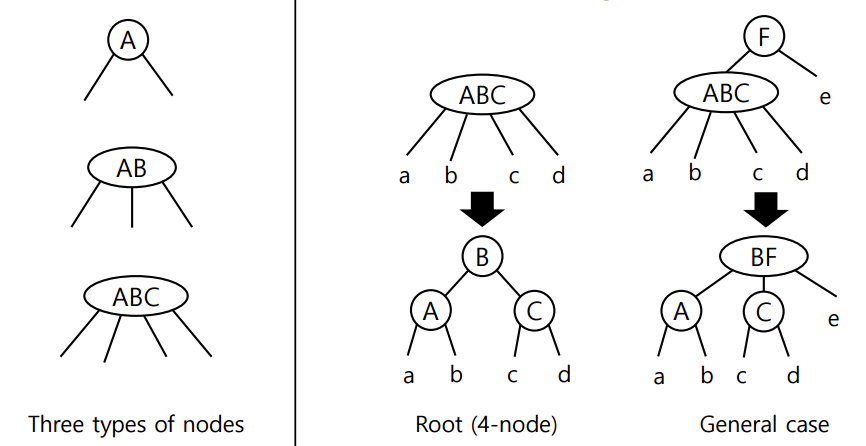 A
AB
ABC
Three types of nodes
ABC
a b c d
B
A C
a b c d
Root (4-node)
F
ABC e
a b c d
BF
A C e
a b c d
General case